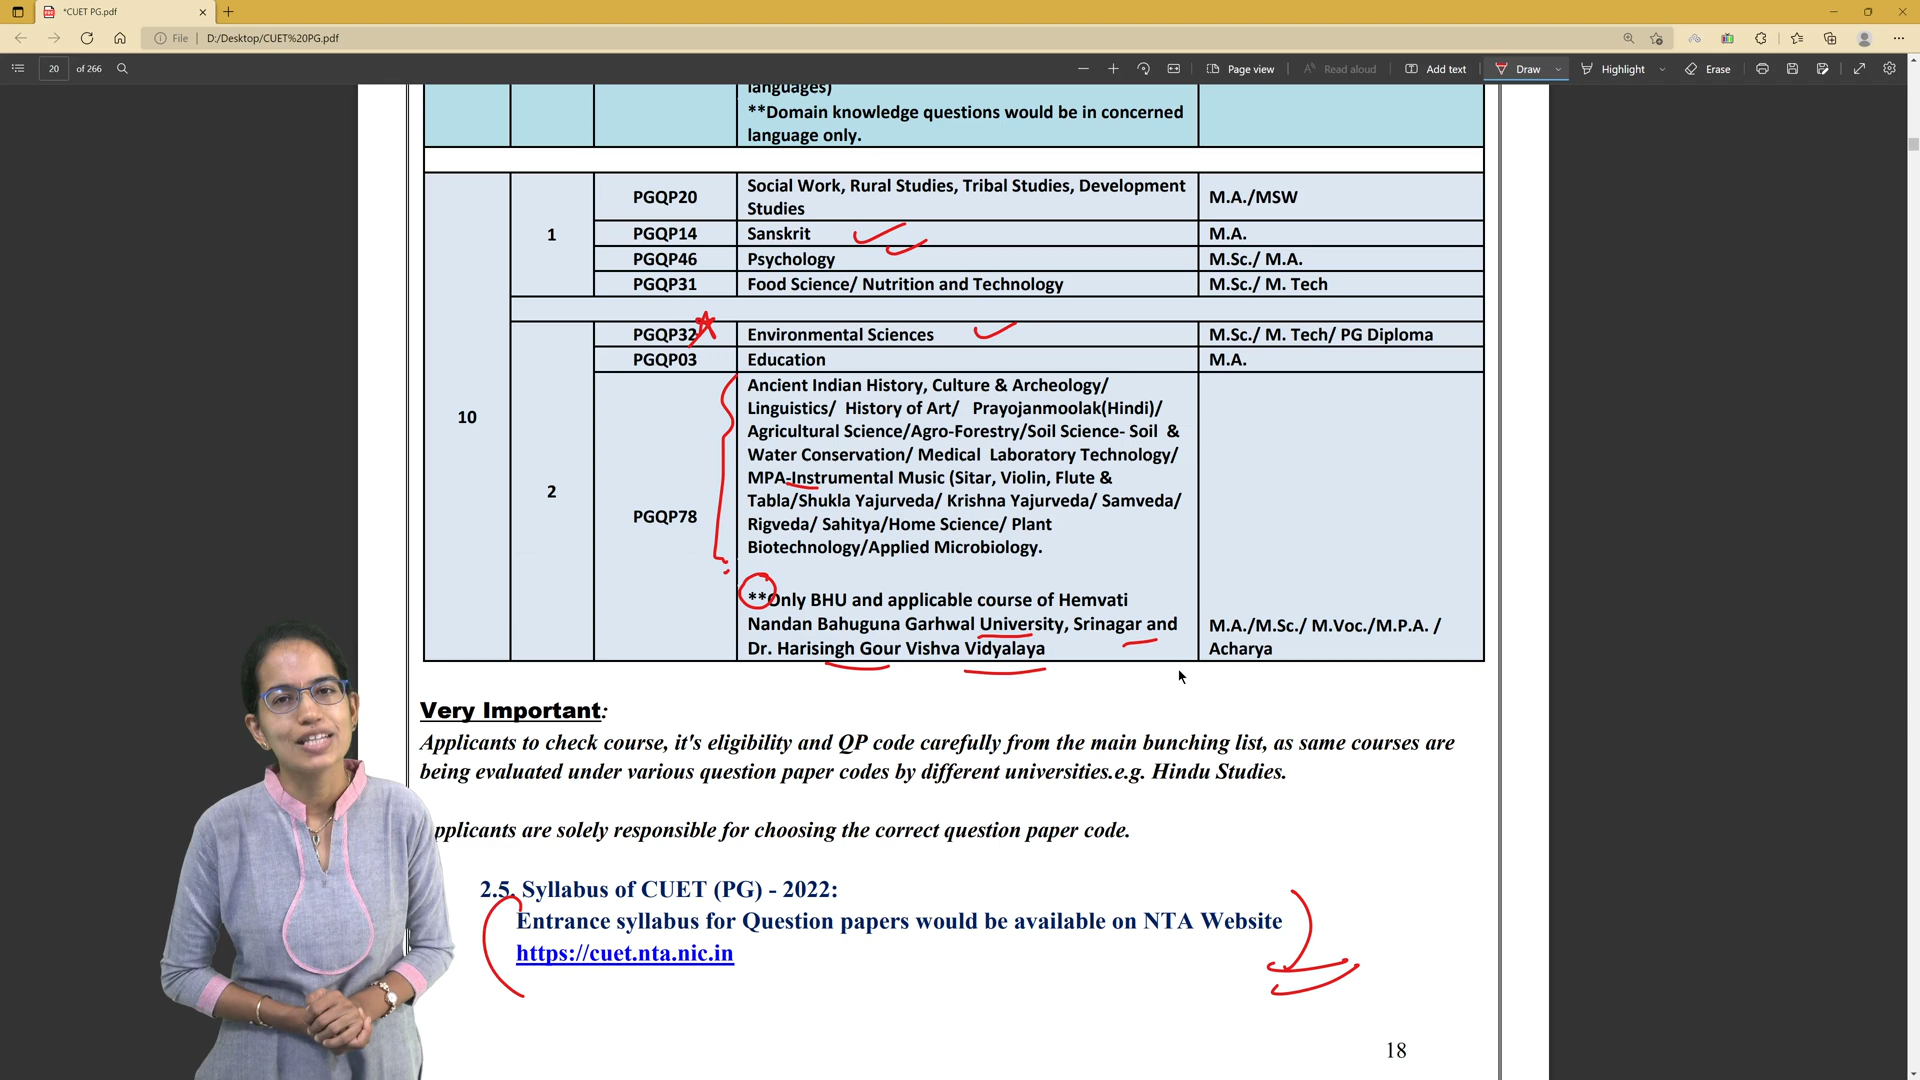 *CUET PG.pdf
File
D:/Desktop/CUET%20PG.pdf
20 of 266
Page view
Read aloud
Add text
Draw
Highlight
Erase
languages)
**Domain knowledge questions would be in concerned
language only.
10
1
PGQP20
Social Work, Rural Studies, Tribal Studies, Development
Studies
M.A./MSW
PGQP14
Sanskrit
M.A.
PGQP46
Psychology
M.Sc./ M.A.
PGQP31
Food Science/ Nutrition and Technology
M.Sc./ M. Tech
2
PGQP32
Environmental Sciences
M.Sc./ M. Tech/ PG Diploma
PGQP03
Education
M.A.
PGQP78
Ancient Indian History, Culture & Archeology/
Linguistics/ History of Art/ Prayojanmoolak(Hindi)/
Agricultural Science/Agro-Forestry/Soil Science- Soil &
Water Conservation/ Medical Laboratory Technology/
MPA-Instrumental Music (Sitar, Violin, Flute &
Tabla/Shukla Yajurveda/ Krishna Yajurveda/ Samveda/
Rigveda/ Sahitya/Home Science/ Plant
Biotechnology/Applied Microbiology.
**Only BHU and applicable course of Hemvati
Nandan Bahuguna Garhwal University, Srinagar and
Dr. Harisingh Gour Vishva Vidyalaya
M.A./M.Sc./ M.Voc./M.P.A. /
Acharya
Very Important:
Applicants to check course, it's eligibility and QP code carefully from the main bunching list, as same courses are
being evaluated under various question paper codes by different universities.e.g. Hindu Studies.
pplicants are solely responsible for choosing the correct question paper code.
2.5. Syllabus of CUET (PG) - 2022:
Entrance syllabus for Question papers would be available on NTA Website
https://cuet.nta.nic.in
18